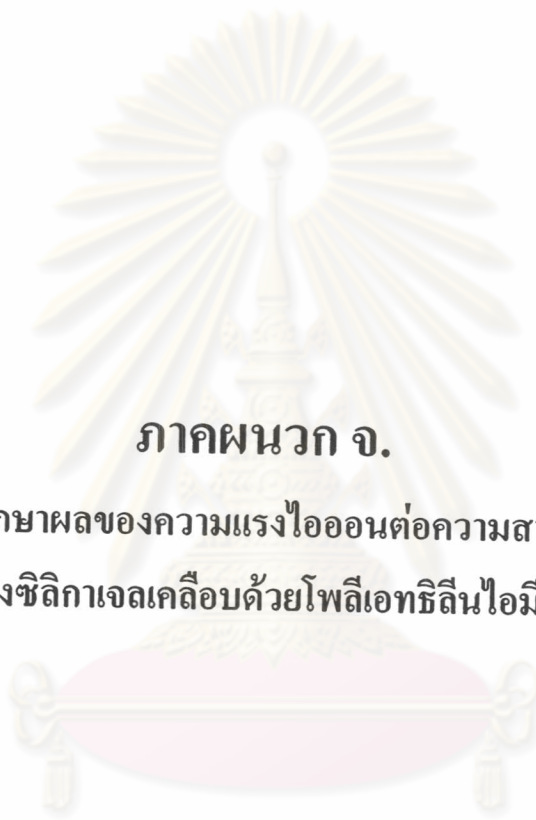 ภาคผนวก จ.
กษาผลของความแรงไอออนต่อความส
งซิลิกาเจลเคลือบด้วยโพลีเอทธิลีนไอมี